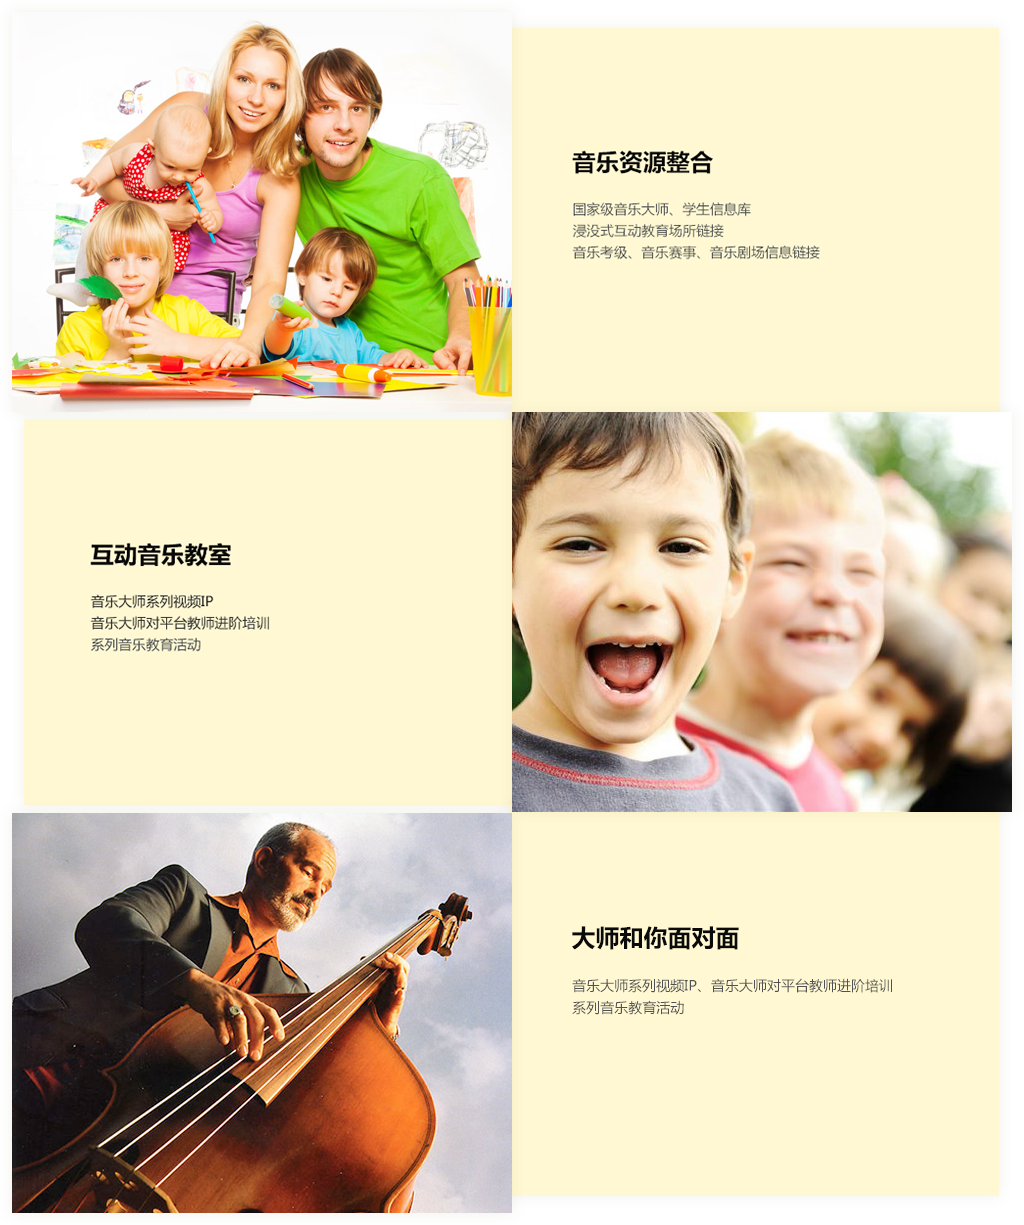 音乐资源整合
国家级音乐大师、学生信息库
浸没式互动教育场所链接
音乐考级、音乐赛事、音乐剧场信息链接
互动音乐教室
音乐大师系列视频IP
音乐大师对平台教师进阶培训
系列音乐教育活动
大师和你面对面
音乐大师系列视频IP、音乐大师对平台教师进阶培训
系列音乐教育活动